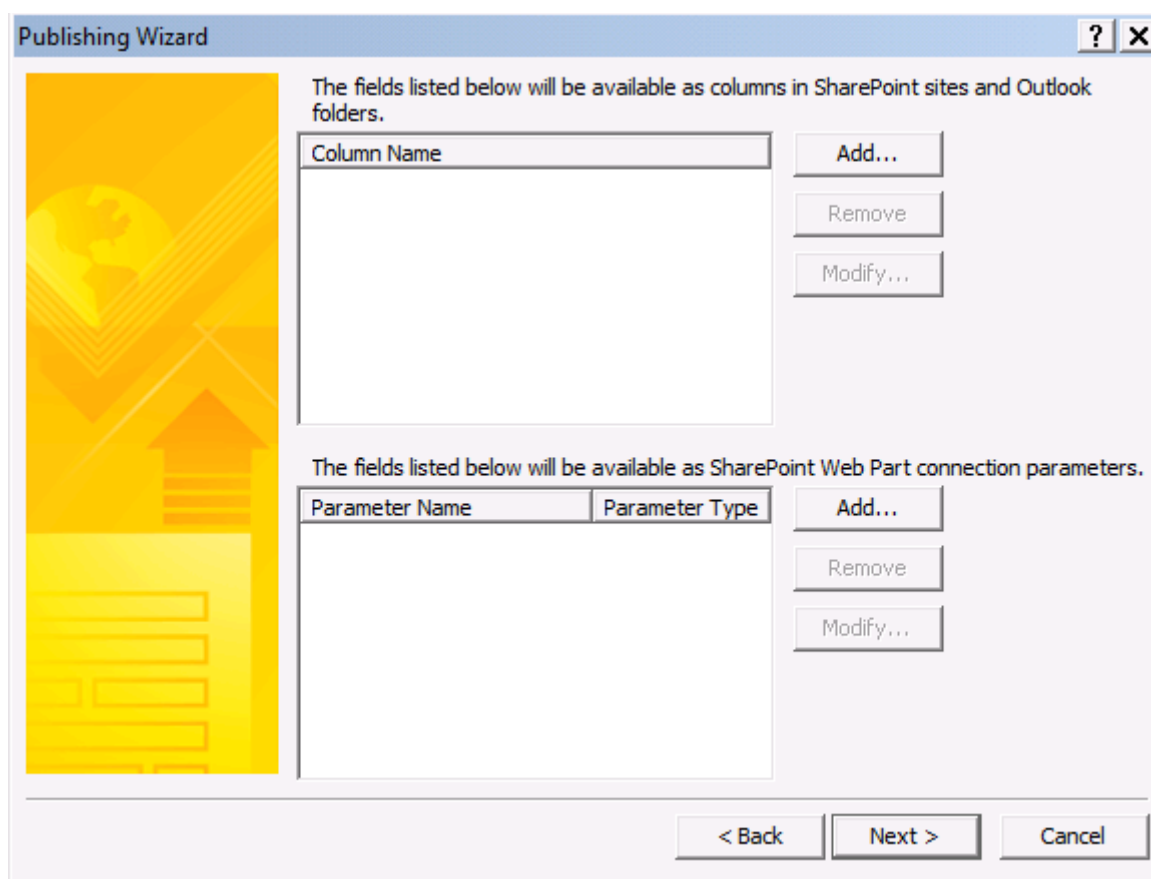 Publishing Wizard
The fields listed below will be available as columns in SharePoint sites and Outlook
folders.
Column Name
Add...
Remove
Modify...
The fields listed below will be available as SharePoint Web Part connection parameters.
Parameter Name Parameter Type
Add...
Remove
Modify...
< Back Next > Cancel